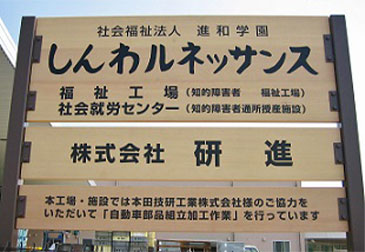 社会福祉法人 進和学園
しんわルネッサンス
福祉工場(知的障害者 福祉工場)
社会就労センター(知的障害者通所授産施設)
株式会社 研進
本工場・施設では本田技研工業株式会社様のご協力を
いただいて「自動車部品組立加工作業」を行っています